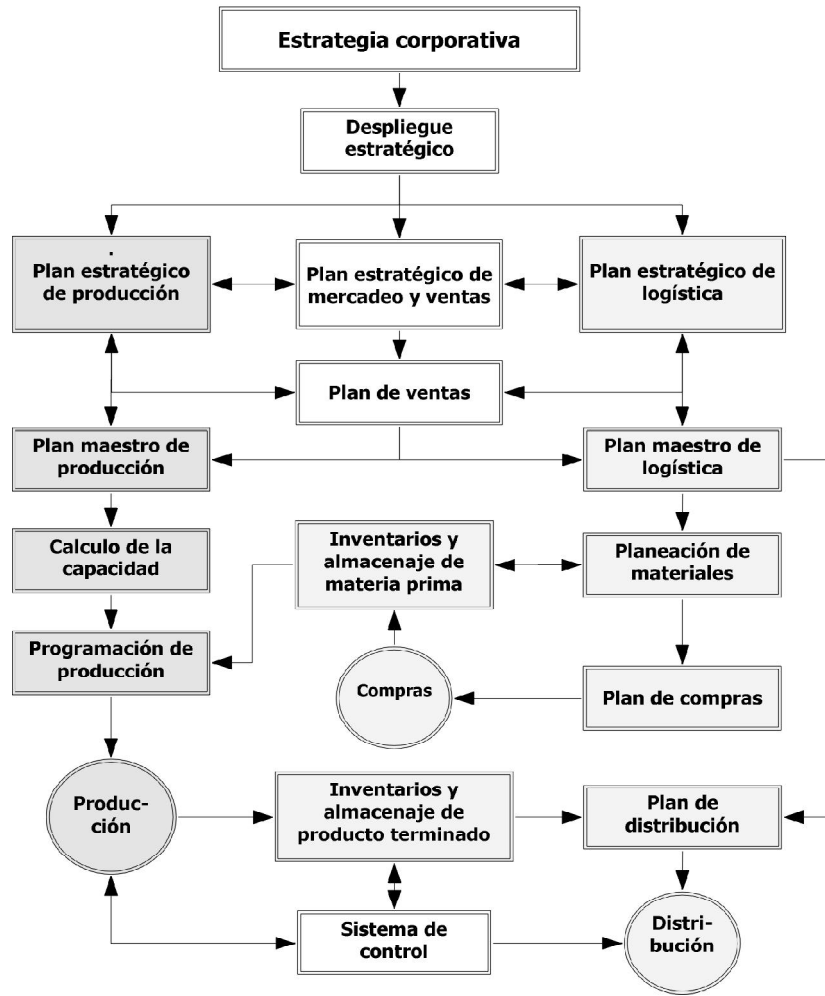 Estrategia corporativa
Despliegue
estratégico
Plan estratégico
de producción
Plan estratégico de
mercadeo y ventas
Plan estratégico de
logística
Plan de ventas
Plan maestro de
producción
Plan maestro de
logística
Calculo de la
capacidad
Inventarios y
almacenaje de
materia prima
Planeación de
materiales
Programación de
producción
Compras
Plan de compras
Produc-
ción
Inventarios y
almacenaje de
producto terminado
Plan de
distribución
Sistema de
control
Distri-
bución